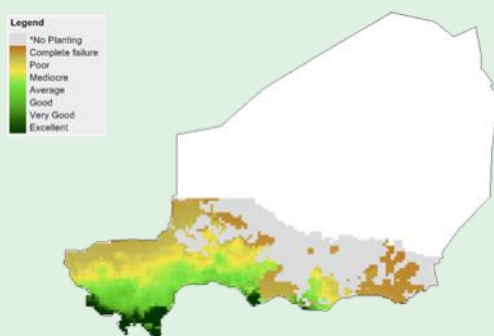 Legend
*No Planting
Complete failure
Poor
Mediocre
Average
Good
Very Good
Excellent